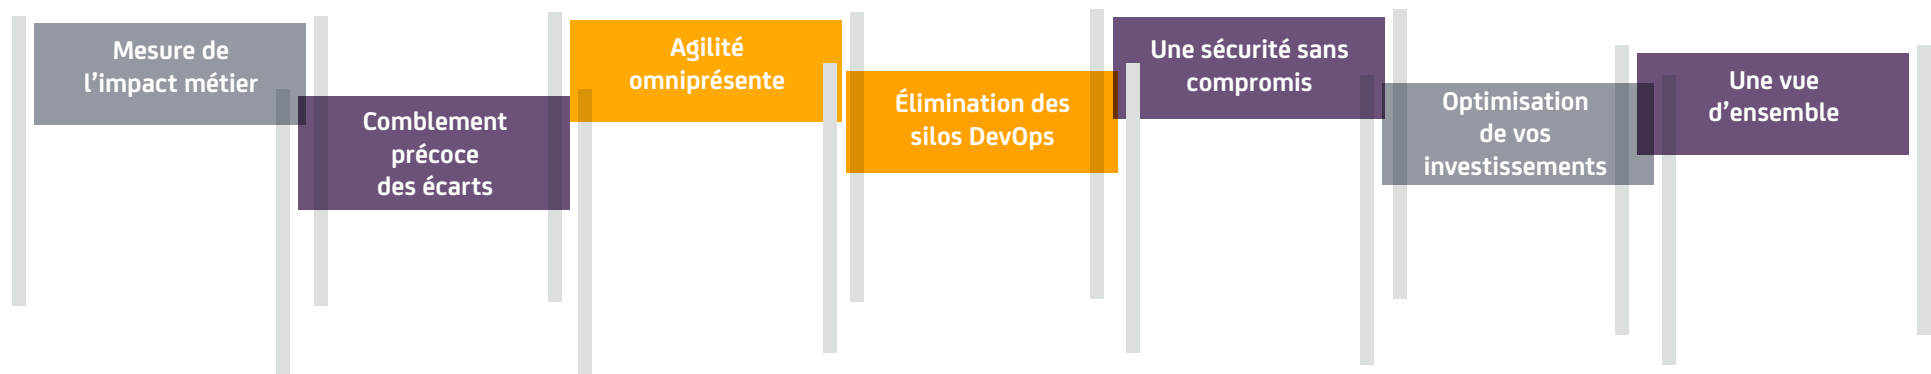 Mesure de
l’impact métier
Comblement
précoce
des écarts
Agilité
omniprésente
Élimination des
silos DevOps
Une sécurité sans
compromis
Optimisation
de vos
investissements
Une vue
d’ensemble